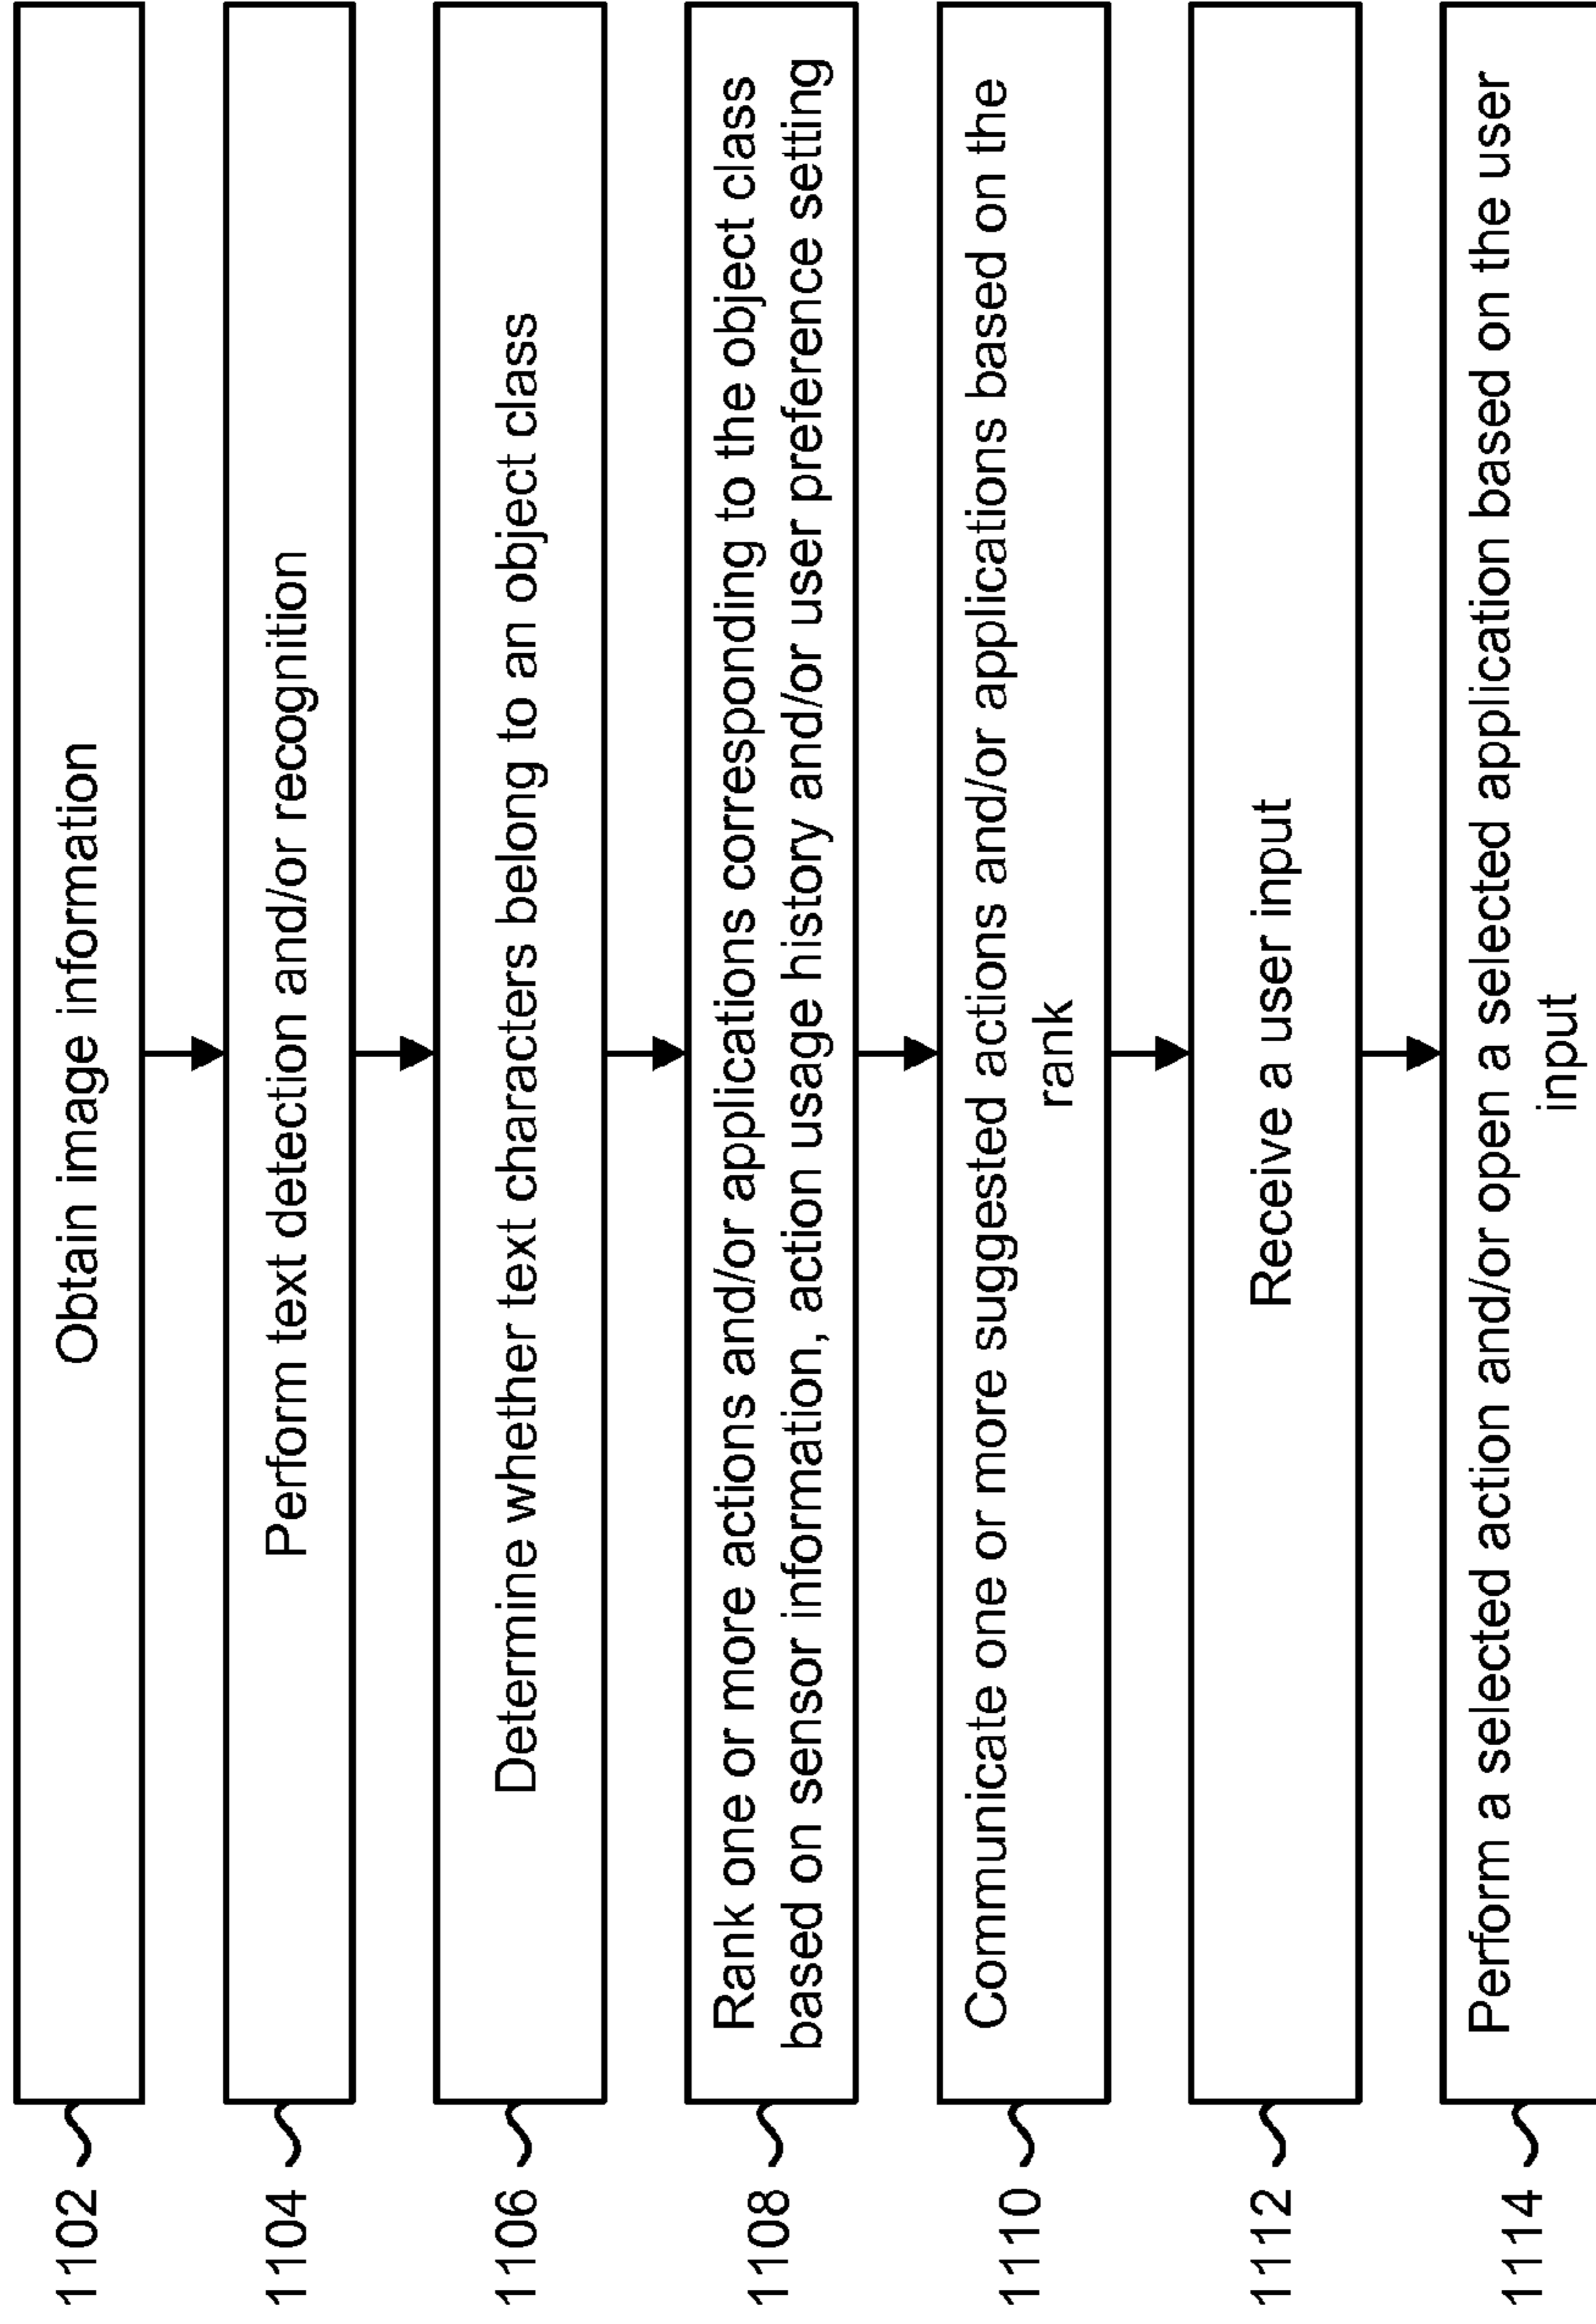 1102
Obtain image information
1104
Perform text detection and/or recognition
1106
Determine whether text characters belong to an object class
1108
Rank one or more actions and/or applications corresponding to the object class
based on sensor information, action usage history and/or user preference setting
1110
Communicate one or more suggested actions and/or applications based on the
rank
1112
Receive a user input
1114
Perform a selected action and/or open a selected application based on the user
input